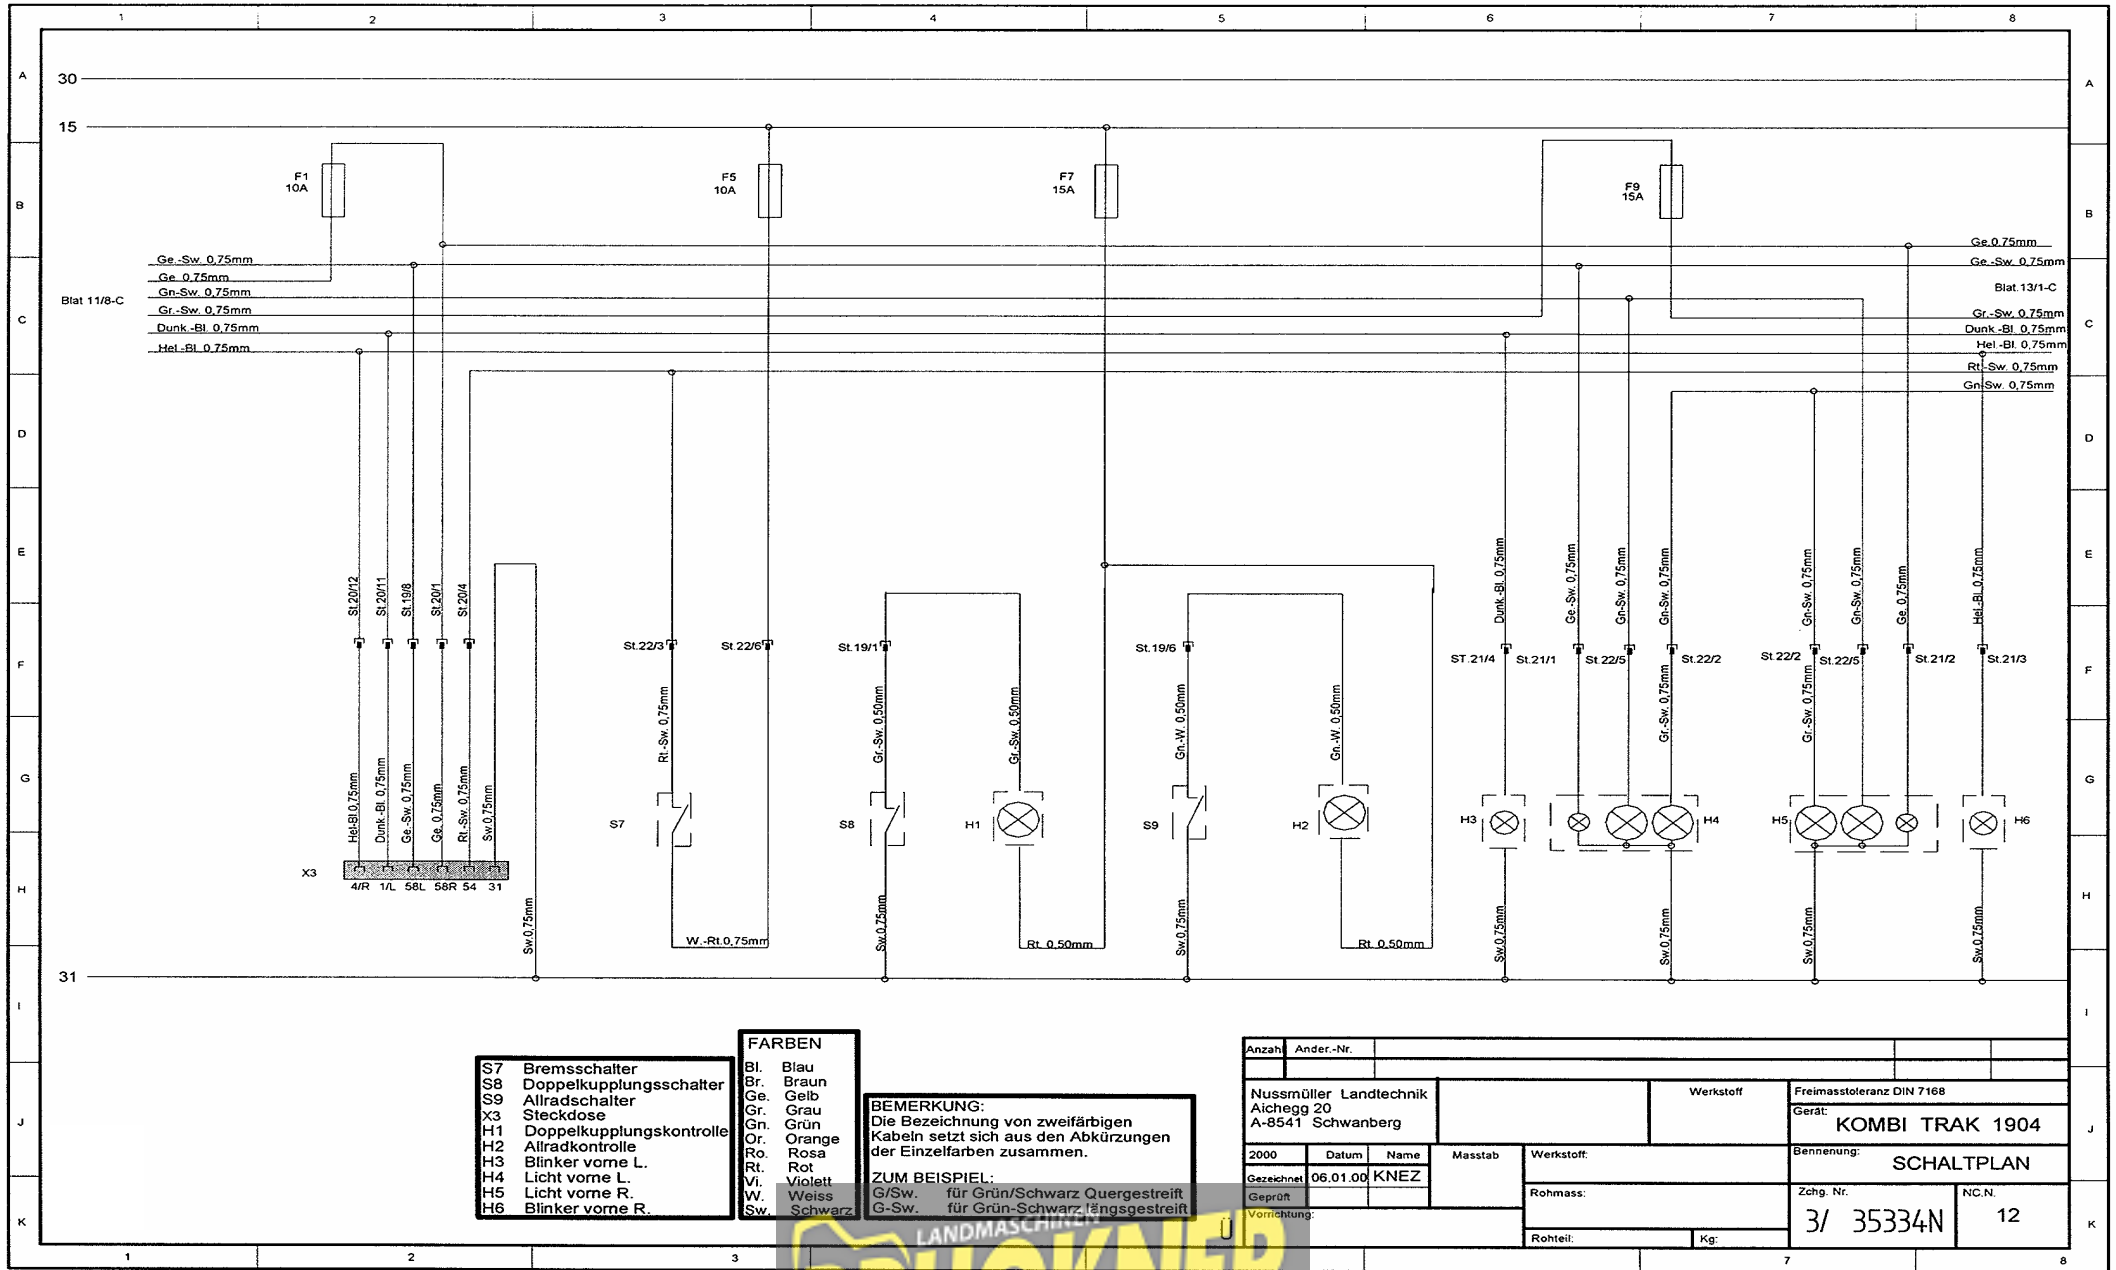 1 2 3 4 5 6 7 8
A 30 A
15
F1
10A
F5
10A
F7
15A
F9
15A
B B
Ge.-Sw. 0,75mm
Ge. 0,75mm
Gn-Sw. 0,75mm
Blat 11/8-C
Gr.-Sw. 0,75mm
Dunk.-Bl. 0,75mm
Hel.-Bl. 0,75mm
Ge.0,75mm
Ge.-Sw. 0,75mm
Blat.13/1-C
Gr.-Sw. 0,75mm
Dunk.-Bl. 0,75mm
Hel.-Bl. 0,75mm
Rt.-Sw. 0,75mm
Gn-Sw. 0,75mm
C C
D D
E E
St.20/12
St.20/11
St.19/8
St.20/1
St.20/4
Dunk.-Bl. 0,75mm
Ge.-Sw. 0,75mm
Gn-Sw. 0,75mm
Gn-Sw. 0,75mm
Gn-Sw. 0,75mm
Gn-Sw. 0,75mm
Ge. 0,75mm
Hel.-Bl. 0,75mm
F St.22/3 St.22/6 St.19/1 St.19/6 ST.21/4 St.21/1 St.22/5 St.22/2 St.22/2 St.22/5 St.21/2 St.21/3 F
Rt.-Sw. 0,75mm
Gr.-Sw. 0,50mm
Gr.-Sw. 0,50mm
Gn.-W. 0,50mm
Gn.-W. 0,50mm
Gr.-Sw. 0,75mm
Gr.-Sw. 0,75mm
G G
Hel-Bl.0,75mm
Dunk.-Bl. 0,75mm
Ge.-Sw. 0,75mm
Ge. 0,75mm
Rt.-Sw. 0,75mm
Sw.0,75mm
S7 S8 H1 S9 H2 H3 H4 H5 H6
X3
4/R 1/L 58L 58R 54 31
H H
Sw.0,75mm
W.-Rt.0,75mm
Sw.0,75mm
Rt. 0,50mm
Sw.0,75mm
Rt. 0,50mm
Sw.0,75mm
Sw.0,75mm
Sw.0,75mm
Sw.0,75mm
31
I I
S7 Bremsschalter
S8 Doppelkupplungsschalter
S9 Allradschalter
X3 Steckdose
H1 Doppelkupplungskontrolle
H2 Allradkontrolle
H3 Blinker vorne L.
H4 Licht vorne L.
H5 Licht vorne R.
H6 Blinker vorne R.
FARBEN
Bl. Blau
Br. Braun
Ge. Gelb
Gr. Grau
Gn. Grün
Or. Orange
Ro. Rosa
Rt. Rot
Vi. Violett
W. Weiss
Sw. Schwarz
BEMERKUNG:
Die Bezeichnung von zweifärbigen
Kabeln setzt sich aus den Abkürzungen
der Einzelfarben zusammen.
ZUM BEISPIEL:
G/Sw. für Grün/Schwarz Quergestreift
G-Sw. für Grün-Schwarz längsgestreift
Ü
LANDMASCHINEN
Anzahl Ander.-Nr.
Nussmüller Landtechnik
Aichegg 20
A-8541 Schwanberg
Werkstoff
Freimasstoleranz DIN 7168
Gerät:
KOMBI TRAK 1904
J J
2000 Datum Name Masstab
Gezeichnet 06.01.00 KNEZ
Geprüft
Vorrichtung:
Werkstoff:
Rohmass:
Rohteil: Kg:
Bennenung:
SCHALTPLAN
Zchg. Nr.
3/ 35334N
NC.N.
12
K K
1 2 3 7 8